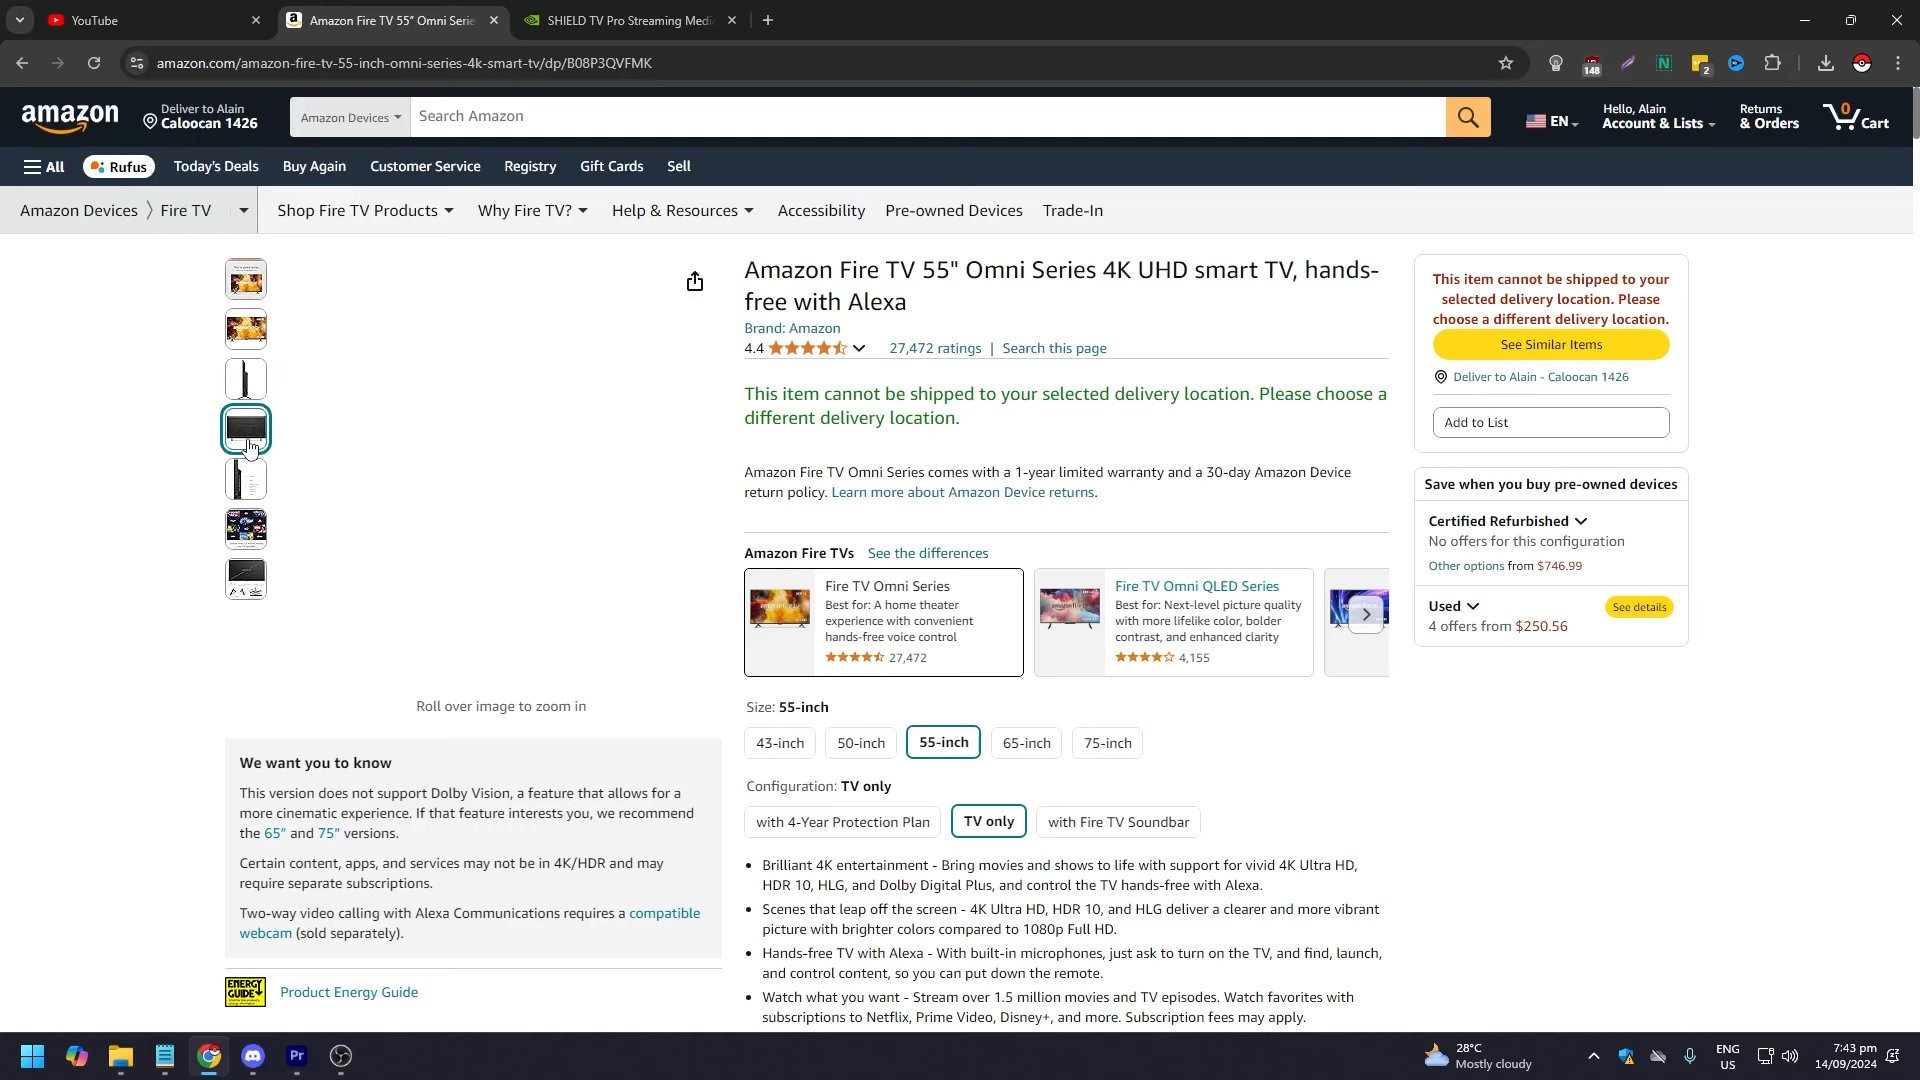 YouTube
Amazon Fire TV 55" Omni Serie
SHIELD TV Pro Streaming Medi
amazon.com/amazon-fire-tv-55-inch-omni-series-4k-smart-tv/dp/B08P3QVFMK
148
N
2
amazon
Deliver to Alain
Caloocan 1426
Amazon Devices
Search Amazon
EN
Hello, Alain
Account & Lists
Returns
& Orders
0
Cart
All
Rufus
Today's Deals
Buy Again
Customer Service
Registry
Gift Cards
Sell
Amazon Devices
Fire TV
Shop Fire TV Products
Why Fire TV?
Help & Resources
Accessibility
Pre-owned Devices
Trade-In
Roll over image to zoom in
We want you to know
This version does not support Dolby Vision, a feature that allows for a
more cinematic experience. If that feature interests you, we recommend
the 65” and 75” versions.
Certain content, apps, and services may not be in 4K/HDR and may
require separate subscriptions.
Two-way video calling with Alexa Communications requires a compatible
webcam (sold separately).
ENERGY
GUIDE
Product Energy Guide
Amazon Fire TV 55" Omni Series 4K UHD smart TV, hands-
free with Alexa
Brand: Amazon
4.4
27,472 ratings | Search this page
This item cannot be shipped to your selected delivery location. Please choose a
different delivery location.
Amazon Fire TV Omni Series comes with a 1-year limited warranty and a 30-day Amazon Device
return policy. Learn more about Amazon Device returns.
Amazon Fire TVs See the differences
Fire TV Omni Series
Best for: A home theater
experience with convenient
hands-free voice control
27,472
Fire TV Omni QLED Series
Best for: Next-level picture quality
with more lifelike color, bolder
contrast, and enhanced clarity
4,155
Size: 55-inch
43-inch
50-inch
55-inch
65-inch
75-inch
Configuration: TV only
with 4-Year Protection Plan
TV only
with Fire TV Soundbar
• Brilliant 4K entertainment - Bring movies and shows to life with support for vivid 4K Ultra HD,
HDR 10, HLG, and Dolby Digital Plus, and control the TV hands-free with Alexa.
• Scenes that leap off the screen - 4K Ultra HD, HDR 10, and HLG deliver a clearer and more vibrant
picture with brighter colors compared to 1080p Full HD.
• Hands-free TV with Alexa - With built-in microphones, just ask to turn on the TV, and find, launch,
and control content, so you can put down the remote.
• Watch what you want - Stream over 1.5 million movies and TV episodes. Watch favorites with
subscriptions to Netflix, Prime Video, Disney+, and more. Subscription fees may apply.
This item cannot be shipped to your
selected delivery location. Please
choose a different delivery location.
See Similar Items
Deliver to Alain - Caloocan 1426
Add to List
Save when you buy pre-owned devices
Certified Refurbished
No offers for this configuration
Other options from $746.99
Used
See details
4 offers from $250.56
Pr
28°C
Mostly cloudy
ENG
US
7:43 pm
14/09/2024